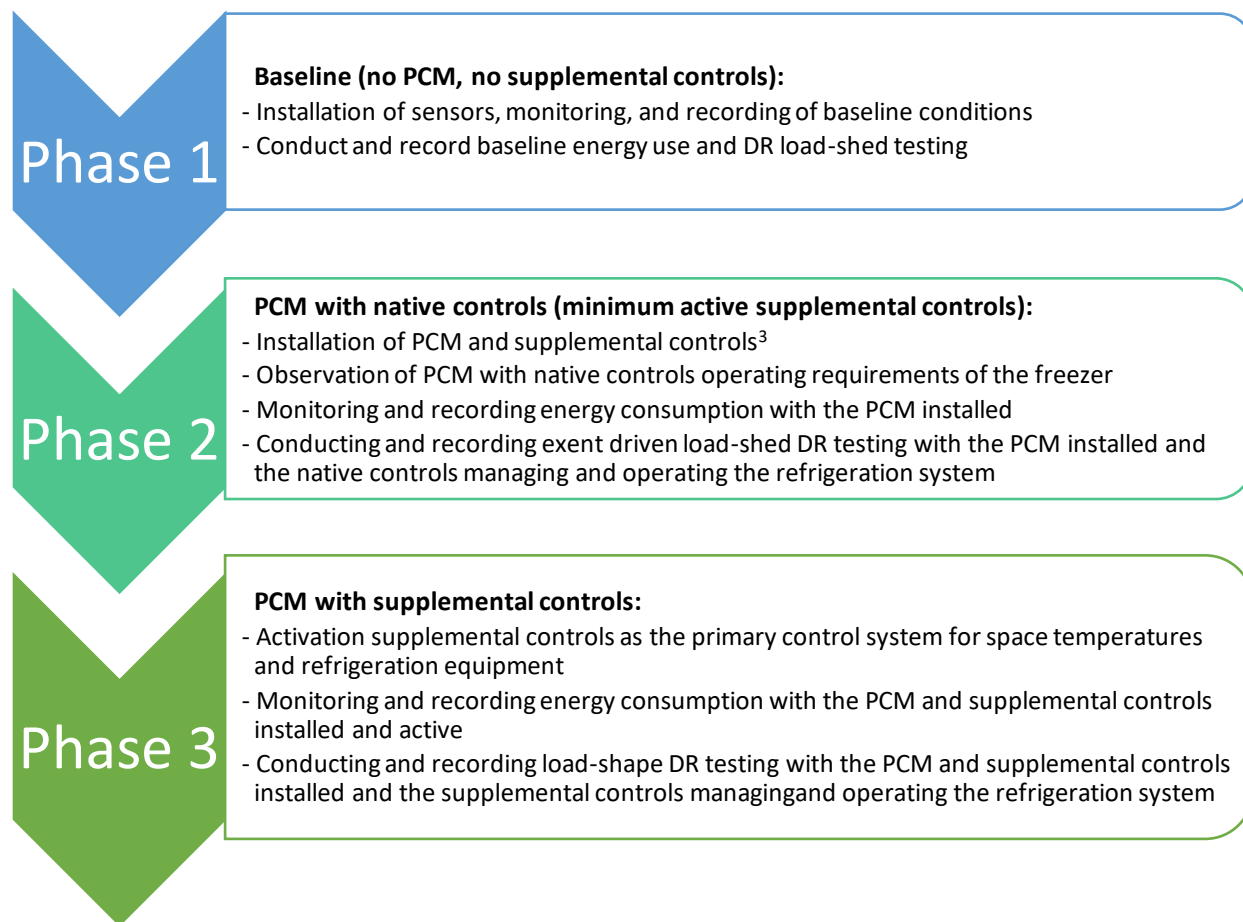 Phase 1
Baseline (no PCM, no supplemental controls):
- Installation of sensors, monitoring, and recording of baseline conditions
- Conduct and record baseline energy use and DR load-shed testing
Phase 2
PCM with native controls (minimum active supplemental controls):
- Installation of PCM and supplemental controls³
- Observation of PCM with native controls operating requirements of the freezer
- Monitoring and recording energy consumption with the PCM installed
- Conducting and recording exent driven load-shed DR testing with the PCM installed and
the native controls managing and operating the refrigeration system
Phase 3
PCM with supplemental controls:
- Activation supplemental controls as the primary control system for space temperatures
and refrigeration equipment
- Monitoring and recording energy consumption with the PCM and supplemental controls
installed and active
- Conducting and recording load-shape DR testing with the PCM and supplemental controls
installed and the supplemental controls managingand operating the refrigeration system